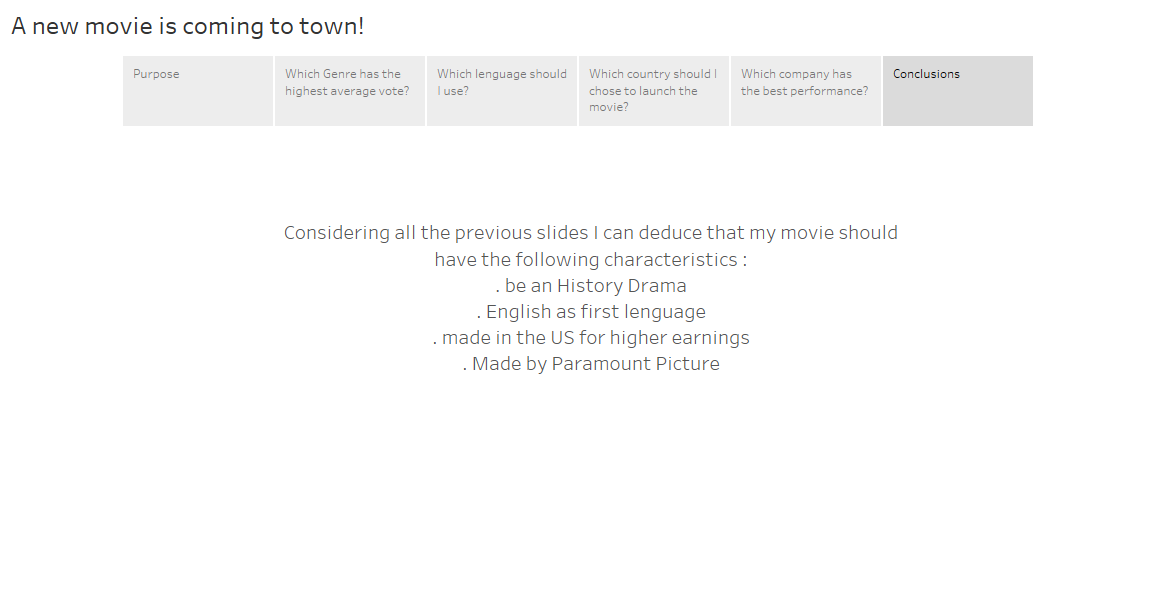 A new movie is coming to town!
Purpose
Which Genre has the
highest average vote?
Which lenguage should
I use?
Which country should I
chose to launch the
movie?
Which company has
the best performance?
Conclusions
Considering all the previous slides I can deduce that my movie should
have the following characteristics :
. be an History Drama
. English as first lenguage
. made in the US for higher earnings
. Made by Paramount Picture